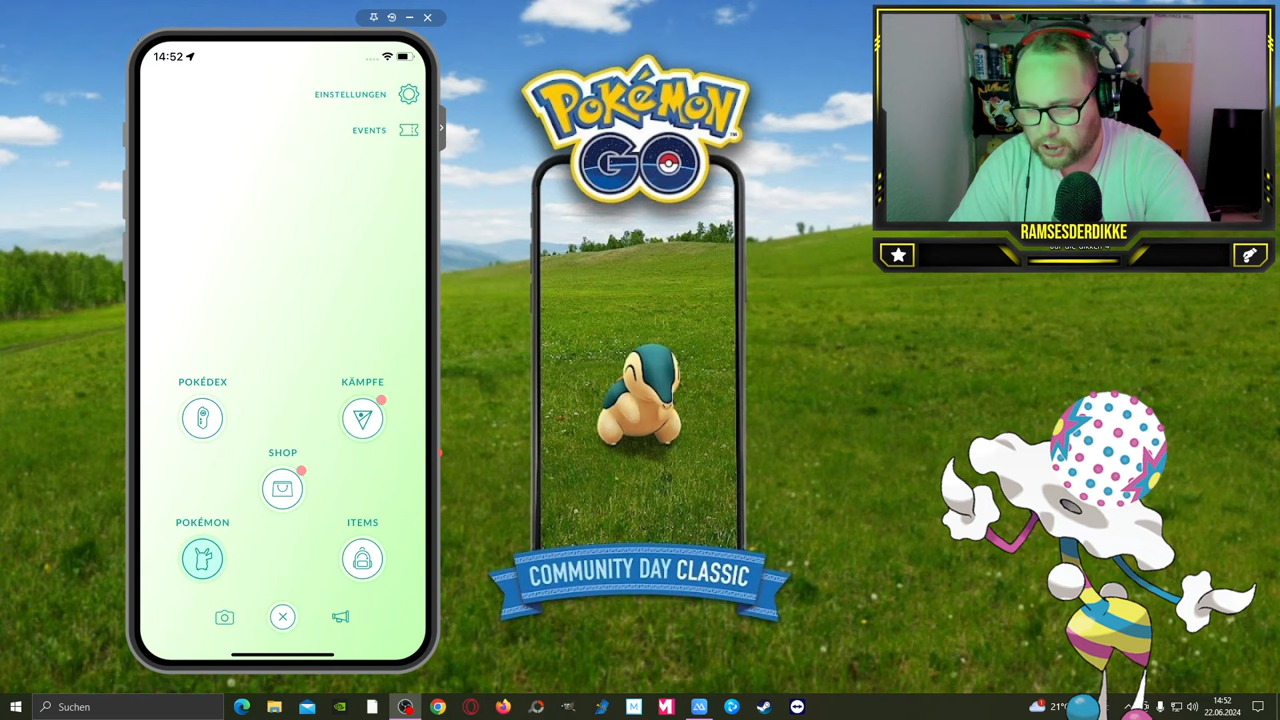 14:52
EINSTELLUNGEN
EVENTS
POKÉDEX
KÄMPFE
SHOP
POKÉMON
ITEMS
POKéMON
TM
GO
COMMUNITY DAY CLASSIC
RAMSESDERDIKKE
Suchen
21°
14:52
22.06.2024